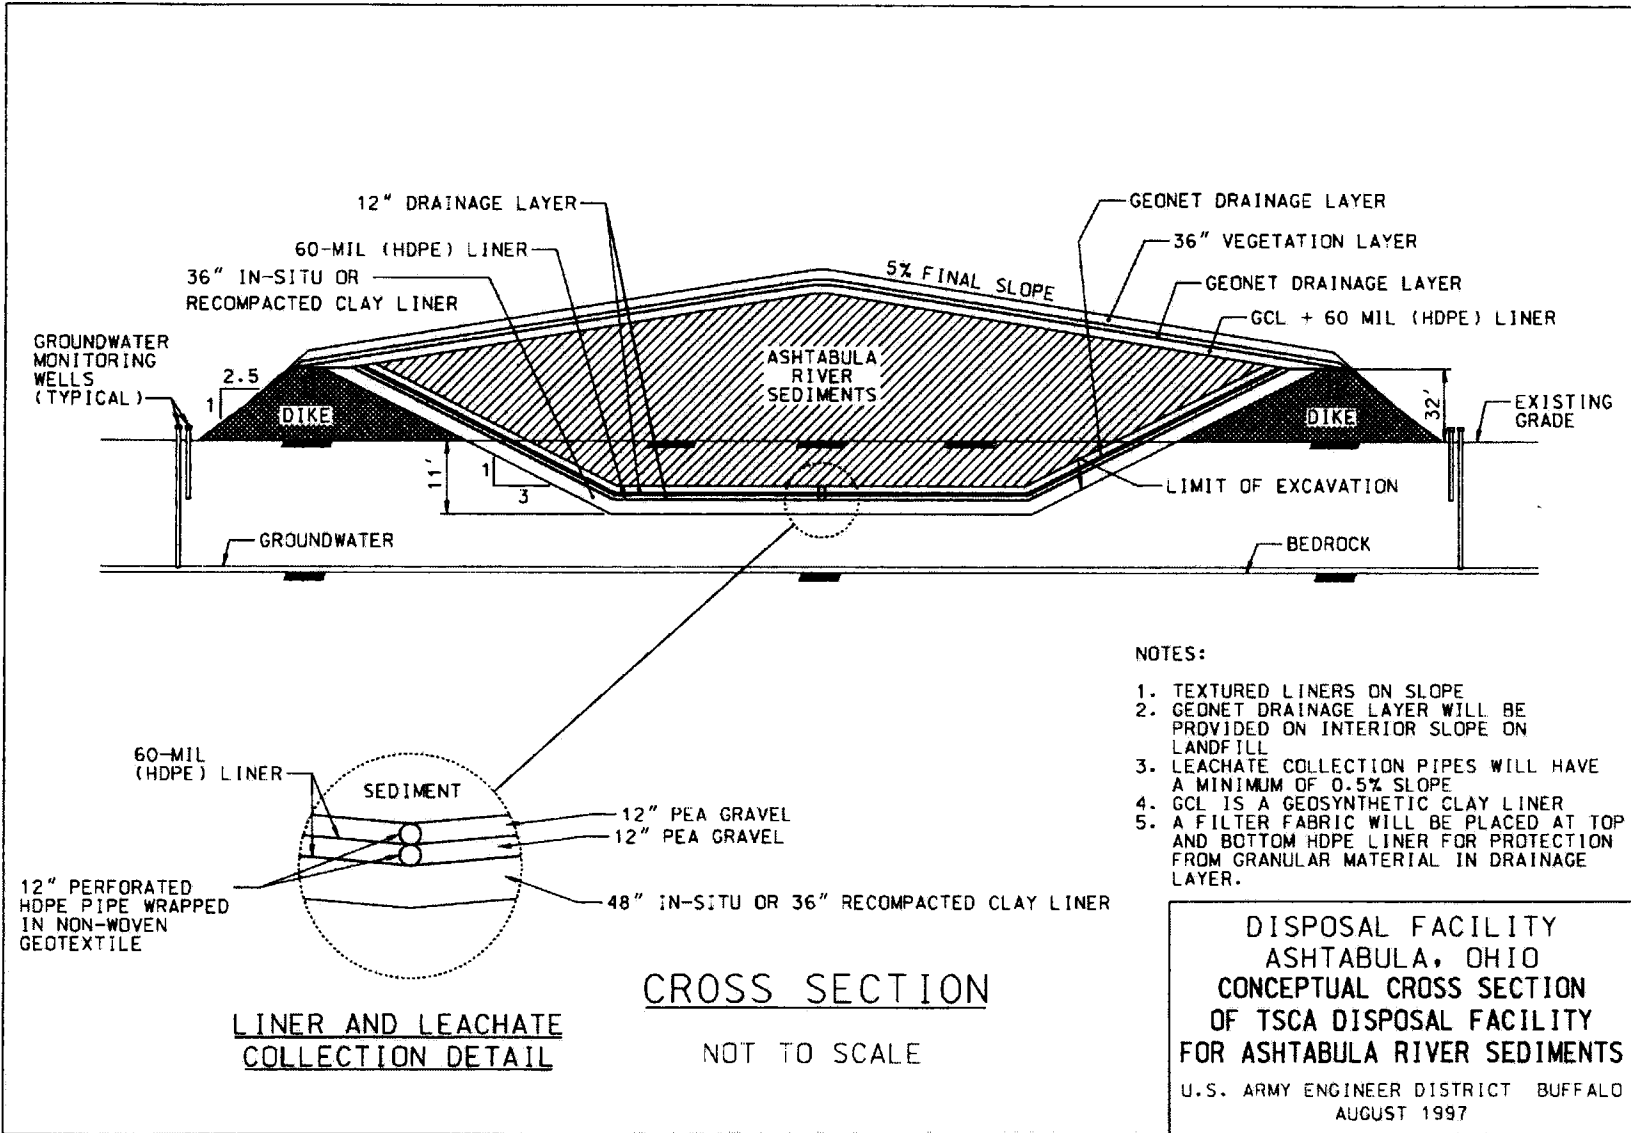 12" DRAINAGE LAYER
60-MIL (HDPE) LINER
36" IN-SITU OR
RECOMPACTED CLAY LINER
GROUNDWATER
MONITORING
WELLS
(TYPICAL)
2.5
1
DIKE
5% FINAL SLOPE
GEONET DRAINAGE LAYER
36" VEGETATION LAYER
GEONET DRAINAGE LAYER
GCL + 60 MIL (HDPE) LINER
ASHTABULA
RIVER
SEDIMENTS
DIKE
32'
EXISTING
GRADE
11'
1
3
LIMIT OF EXCAVATION
GROUNDWATER
BEDROCK
60-MIL
(HDPE) LINER
SEDIMENT
12" PEA GRAVEL
12" PEA GRAVEL
12" PERFORATED
HDPE PIPE WRAPPED
IN NON-WOVEN
GEOTEXTILE
48" IN-SITU OR 36" RECOMPACTED CLAY LINER
LINER AND LEACHATE
COLLECTION DETAIL
CROSS SECTION
NOT TO SCALE
NOTES:
1. TEXTURED LINERS ON SLOPE
2. GEONET DRAINAGE LAYER WILL BE
PROVIDED ON INTERIOR SLOPE ON
LANDFILL
3. LEACHATE COLLECTION PIPES WILL HAVE
A MINIMUM OF 0.5% SLOPE
4. GCL IS A GEOSYNTHETIC CLAY LINER
5. A FILTER FABRIC WILL BE PLACED AT TOP
AND BOTTOM HDPE LINER FOR PROTECTION
FROM GRANULAR MATERIAL IN DRAINAGE
LAYER.
DISPOSAL FACILITY
ASHTABULA, OHIO
CONCEPTUAL CROSS SECTION
OF TSCA DISPOSAL FACILITY
FOR ASHTABULA RIVER SEDIMENTS
U.S. ARMY ENGINEER DISTRICT BUFFALO
AUGUST 1997